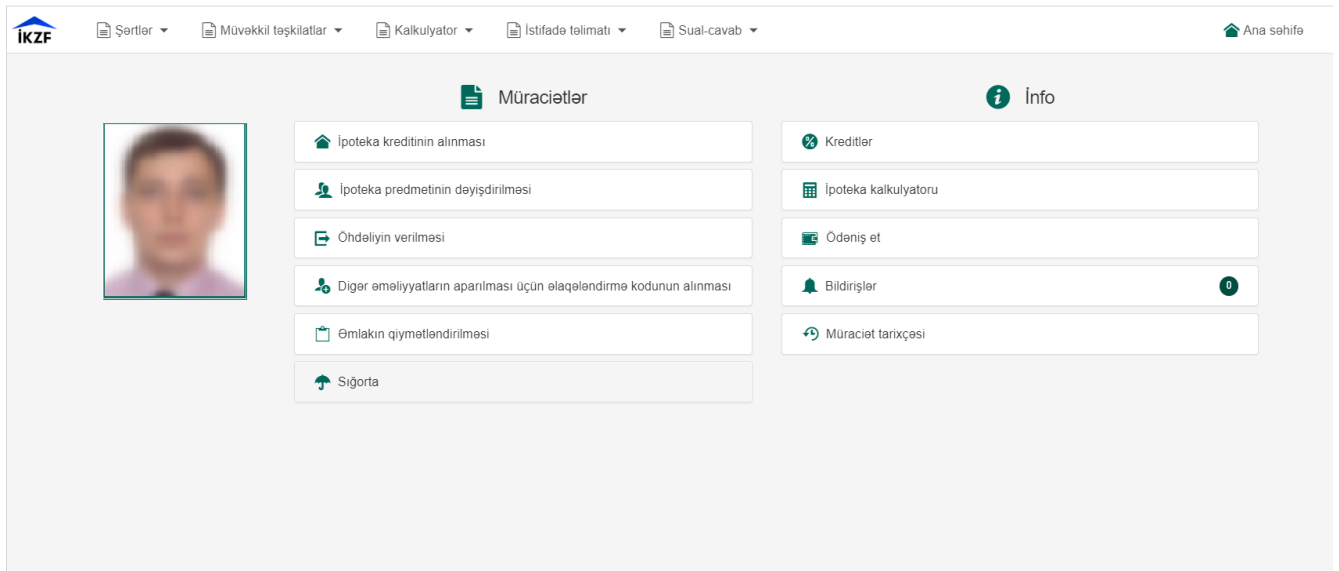 İKZF
Şərtlər
Müvəkkil təşkilatlar
Kalkulyator
İstifadə təlimatı
Sual-cavab
Ana səhifə
Müraciətlər
İpoteka kreditinin alınması
İpoteka predmetinin dəyişdirilməsi
Öhdəliyin verilməsi
Digər əməliyyatların aparılması üçün əlaqələndirmə kodunun alınması
Əmlakın qiymətləndirilməsi
Sığorta
İnfo
Kreditlər
İpoteka kalkulyatoru
Ödəniş et
Bildirişlər 0
Müraciət tarixçəsi